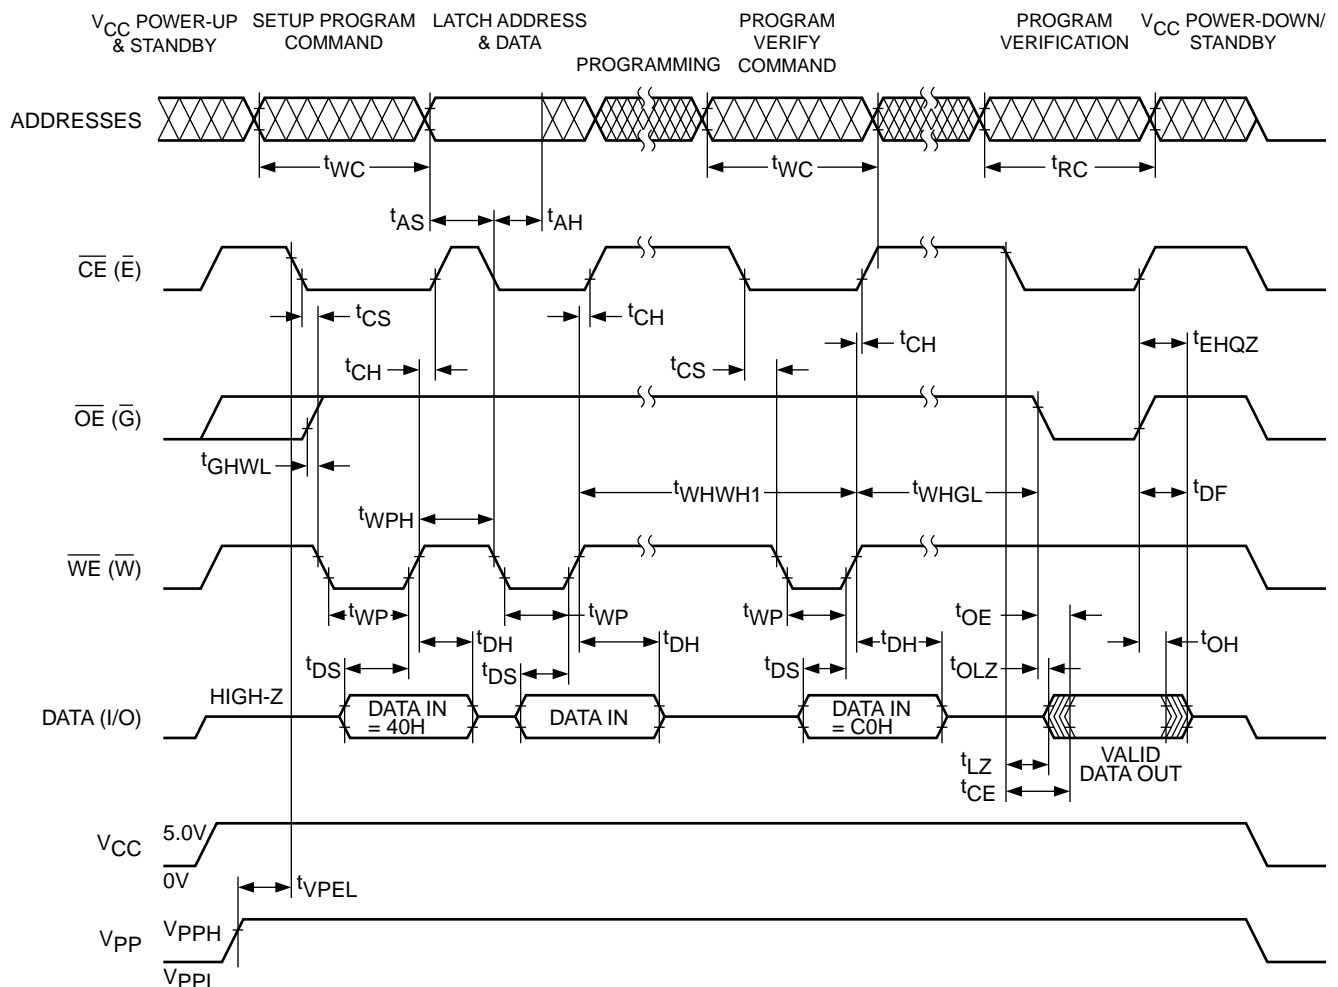 VCC POWER-UP
& STANDBY
SETUP PROGRAM
COMMAND
LATCH ADDRESS
& DATA
PROGRAMMING
PROGRAM
VERIFY
COMMAND
PROGRAM
VERIFICATION
VCC POWER-DOWN/
STANDBY
ADDRESSES
tWC
tWC
tRC
tAS
tAH
CE (E)
tCS
tCH
tCH
tCS
tCH
tEHQZ
OE (G)
tGHWL
tWHWH1
tWHGL
tDF
tWPH
WE (W)
tWP
tWP
tWP
tOE
tDH
tDH
tDH
tOH
tDS
tDS
tDS
tOLZ
HIGH-Z
DATA (I/O)
DATA IN
= 40H
DATA IN
DATA IN
= C0H
VALID
DATA OUT
tLZ
tCE
VCC
5.0V
0V
tVPEL
VPP
VPPH
VPPL